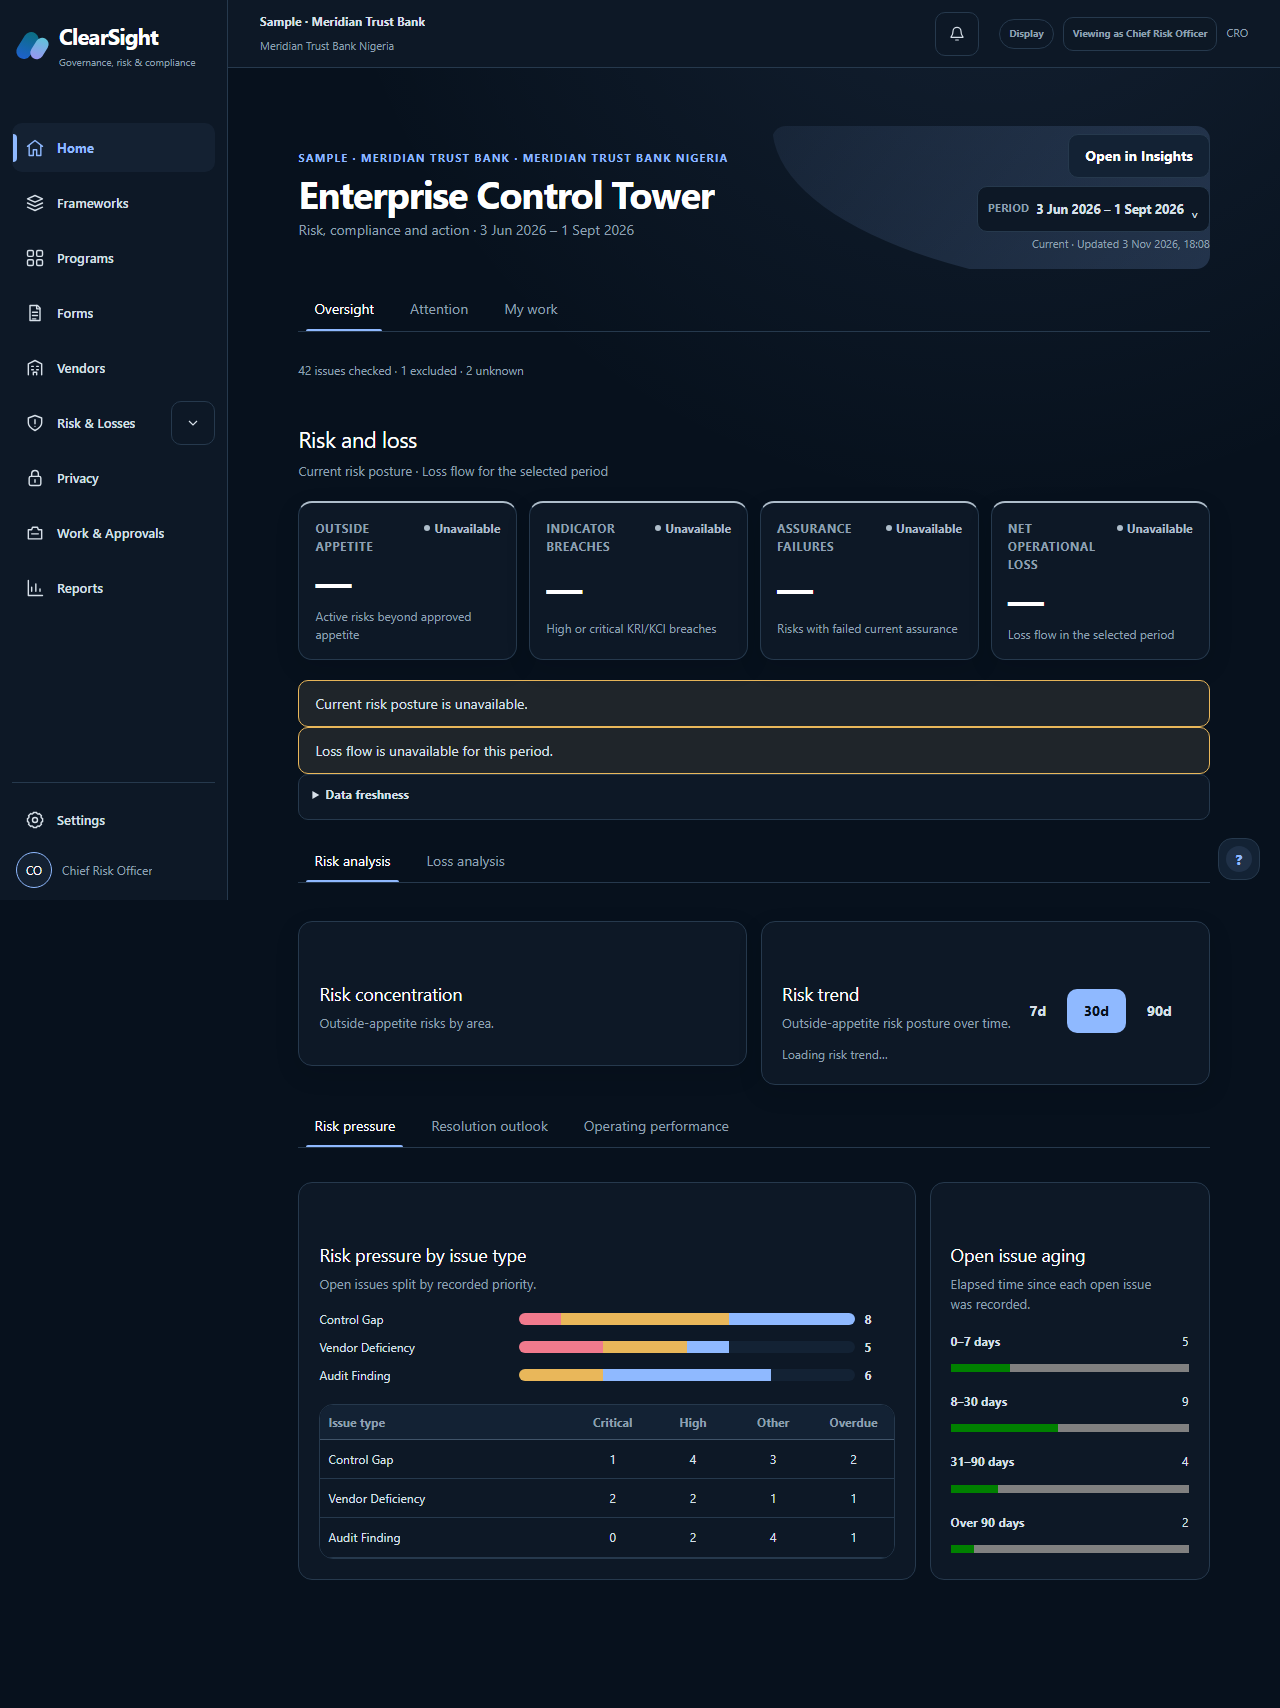 ClearSight
Governance, risk & compliance
Sample · Meridian Trust Bank
Meridian Trust Bank Nigeria
Display
Viewing as Chief Risk Officer
CRO
Home
Frameworks
Programs
Forms
Vendors
Risk & Losses
Privacy
Work & Approvals
Reports
Settings
CO
Chief Risk Officer
SAMPLE · MERIDIAN TRUST BANK · MERIDIAN TRUST BANK NIGERIA
Enterprise Control Tower
Risk, compliance and action · 3 Jun 2026 – 1 Sept 2026
Open in Insights
PERIOD 3 Jun 2026 – 1 Sept 2026
Current · Updated 3 Nov 2026, 18:08
Oversight
Attention
My work
42 issues checked · 1 excluded · 2 unknown
Risk and loss
Current risk posture · Loss flow for the selected period
OUTSIDE APPETITE
Unavailable
—
Active risks beyond approved appetite
INDICATOR BREACHES
Unavailable
—
High or critical KRI/KCI breaches
ASSURANCE FAILURES
Unavailable
—
Risks with failed current assurance
NET OPERATIONAL LOSS
Unavailable
—
Loss flow in the selected period
Current risk posture is unavailable.
Loss flow is unavailable for this period.
Data freshness
Risk analysis
Loss analysis
?
Risk concentration
Outside-appetite risks by area.
Risk trend
Outside-appetite risk posture over time.
7d
30d
90d
Loading risk trend...
Risk pressure
Resolution outlook
Operating performance
Risk pressure by issue type
Open issues split by recorded priority.
Control Gap 8
Vendor Deficiency 5
Audit Finding 6
Issue type Critical High Other Overdue
Control Gap 1 4 3 2
Vendor Deficiency 2 2 1 1
Audit Finding 0 2 4 1
Open issue aging
Elapsed time since each open issue
was recorded.
0–7 days 5
8–30 days 9
31–90 days 4
Over 90 days 2